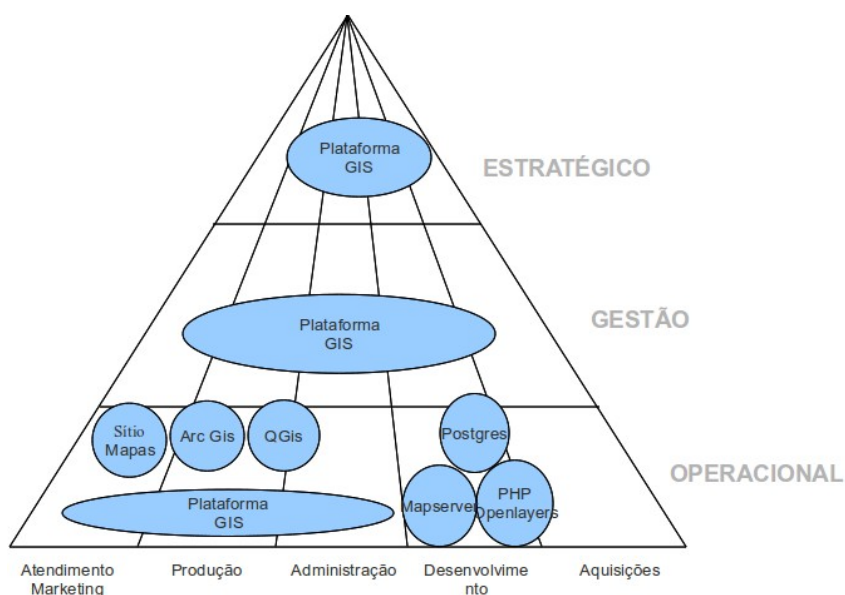 Plataforma
GIS
ESTRATÉGICO
Plataforma
GIS
GESTÃO
Sítio
Mapas
Arc Gis
QGis
Postgres
Mapserver
PHP
Openlayers
OPERACIONAL
Plataforma
GIS
Atendimento
Marketing
Produção
Administração
Desenvolvime
nto
Aquisições